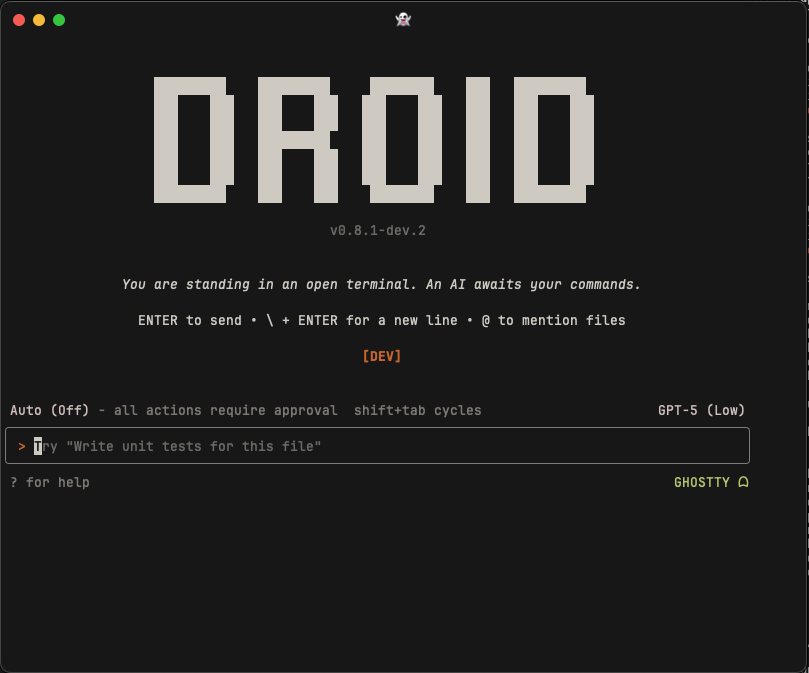 DROID
v0.8.1-dev.2
You are standing in an open terminal. An AI awaits your commands.
ENTER to send • \ + ENTER for a new line • @ to mention files
[DEV]
Auto (Off) - all actions require approval  shift+tab cycles GPT-5 (Low)
> Try "Write unit tests for this file"
? for help GHOSTTY